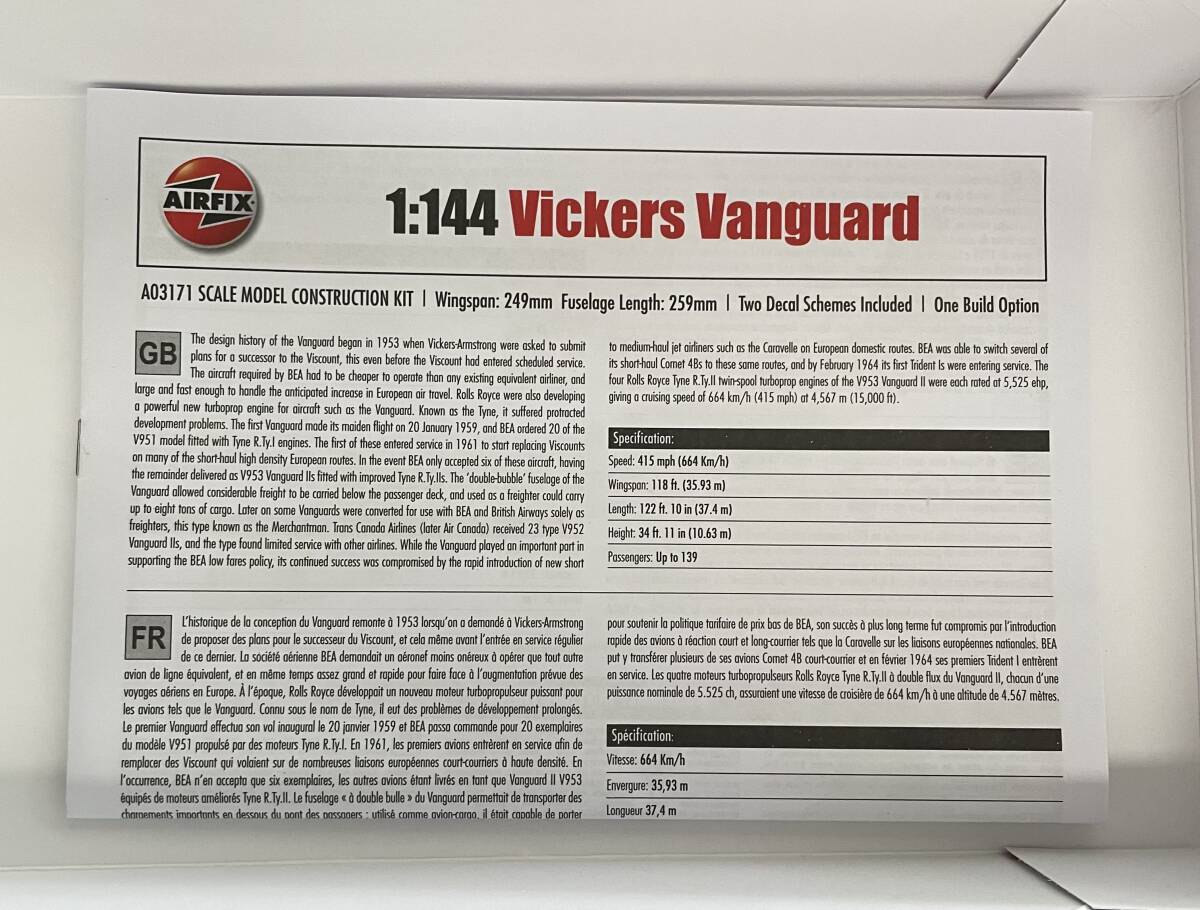 AIRFIX
1:144 Vickers Vanguard
A03171 SCALE MODEL CONSTRUCTION KIT | Wingspan: 249mm Fuselage Length: 259mm | Two Decal Schemes Included | One Build Option
GB
The design history of the Vanguard began in 1953 when Vickers-Armstrong were asked to submit
plans for a successor to the Viscount, this even before the Viscount had entered scheduled service.
The aircraft required by BEA had to be cheaper to operate than any existing equivalent airliner, and
large and fast enough to handle the anticipated increase in European air travel. Rolls Royce were also developing
a powerful new turboprop engine for aircraft such as the Vanguard. Known as the Tyne, it suffered protracted
development problems. The first Vanguard made its maiden flight on 20 January 1959, and BEA ordered 20 of the
V951 model fitted with Tyne R.Ty.I engines. The first of these entered service in 1961 to start replacing Viscounts
on many of the short-haul high density European routes. In the event BEA only accepted six of these aircraft, having
the remainder delivered as V953 Vanguard IIs fitted with improved Tyne R.Ty.IIs. The 'double-bubble' fuselage of the
Vanguard allowed considerable freight to be carried below the passenger deck, and used as a freighter could carry
up to eight tons of cargo. Later on some Vanguards were converted for use with BEA and British Airways solely as
freighters, this type known as the Merchantman. Trans Canada Airlines (later Air Canada) received 23 type V952
Vanguard IIs, and the type found limited service with other airlines. While the Vanguard played an important part in
supporting the BEA low fares policy, its continued success was compromised by the rapid introduction of new short
to medium-haul jet airliners such as the Caravelle on European domestic routes. BEA was able to switch several of
its short-haul Comet 4Bs to these same routes, and by February 1964 its first Trident Is were entering service. The
four Rolls Royce Tyne R.Ty.II twin-spool turboprop engines of the V953 Vanguard II were each rated at 5,525 ehp,
giving a cruising speed of 664 km/h (415 mph) at 4,567 m (15,000 ft).
Specification:
Speed: 415 mph (664 Km/h)
Wingspan: 118 ft. (35.93 m)
Length: 122 ft. 10 in (37.4 m)
Height: 34 ft. 11 in (10.63 m)
Passengers: Up to 139
FR
L'historique de la conception du Vanguard remonte à 1953 lorsqu'on a demandé à Vickers-Armstrong
de proposer des plans pour le successeur du Viscount, et cela même avant l'entrée en service régulier
de ce dernier. La société aérienne BEA demandait un aéronef moins onéreux à opérer que tout autre
avion de ligne équivalent, et en même temps assez grand et rapide pour faire face à l'augmentation prévue des
voyages aériens en Europe. À l'époque, Rolls Royce développait un nouveau moteur turbopropulseur puissant pour
les avions tels que le Vanguard. Connu sous le nom de Tyne, il eut des problèmes de développement prolongés.
Le premier Vanguard effectua son vol inaugural le 20 janvier 1959 et BEA passa commande pour 20 exemplaires
du modèle V951 propulsé par des moteurs Tyne R.Ty.I. En 1961, les premiers avions entrèrent en service afin de
remplacer des Viscount qui volaient sur de nombreuses liaisons européennes court-courriers à haute densité. En
l'occurrence, BEA n'en accepta que six exemplaires, les autres avions étant livrés en tant que Vanguard II V953
équipés de moteurs améliorés Tyne R.Ty.II. Le fuselage « à double bulle » du Vanguard permettait de transporter des
chargements importants en dessous du pont des passagers ; utilisé comme avion-cargo, il était capable de porter
pour soutenir la politique tarifaire de prix bas de BEA, son succès à plus long terme fut compromis par l'introduction
rapide des avions à réaction court et long-courrier tels que la Caravelle sur les liaisons européennes nationales. BEA
put y transférer plusieurs de ses avions Comet 4B court-courrier et en février 1964 ses premiers Trident I entrèrent
en service. Les quatre moteurs turbopropulseurs Rolls Royce Tyne R.Ty.II à double flux du Vanguard II, chacun d'une
puissance nominale de 5.525 ch, assuraient une vitesse de croisière de 664 km/h à une altitude de 4.567 mètres.
Spécification:
Vitesse: 664 Km/h
Envergure: 35,93 m
Longueur 37,4 m